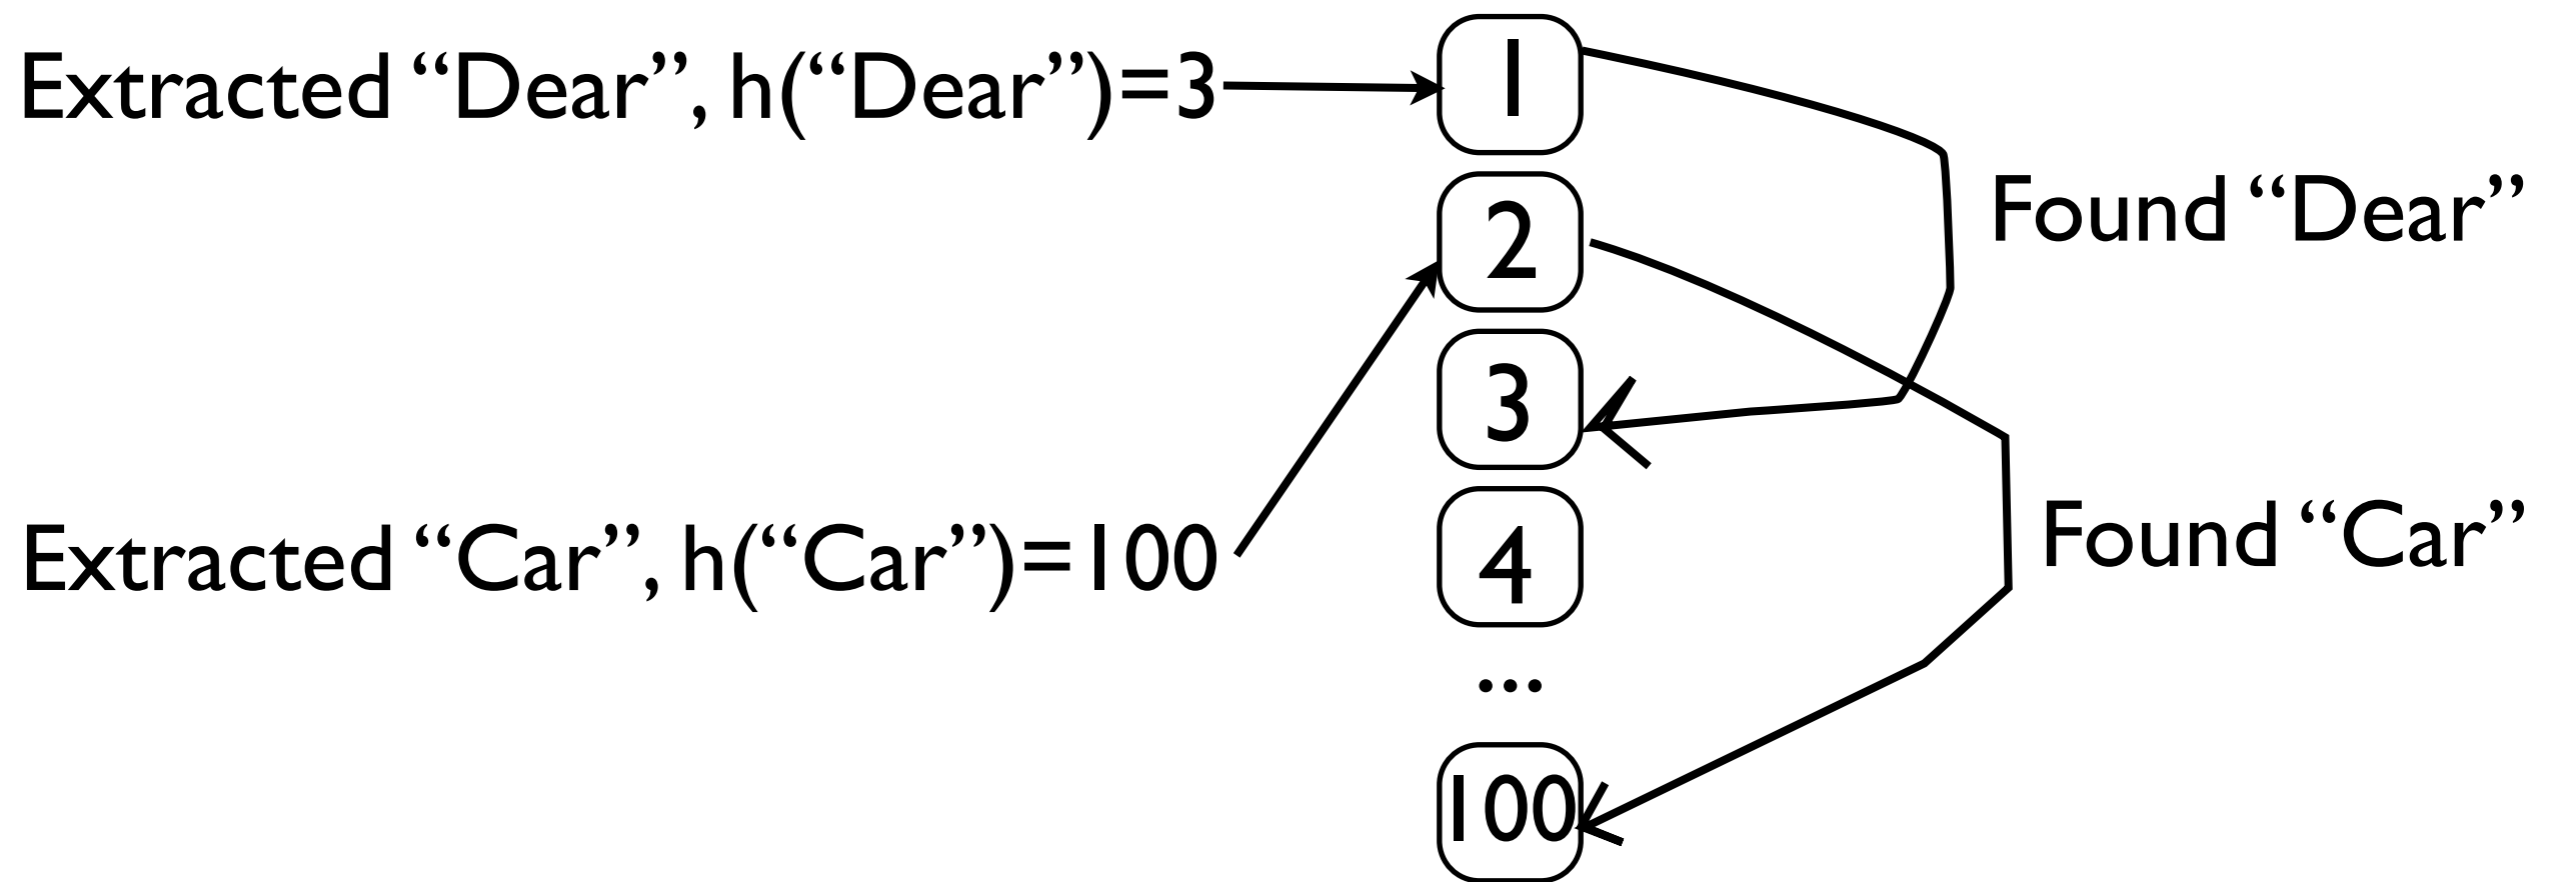 Extracted “Dear”, h(“Dear”)=3
1
2
Found “Dear”
3
4
Extracted “Car”, h(“Car”)=100
Found “Car”
...
100